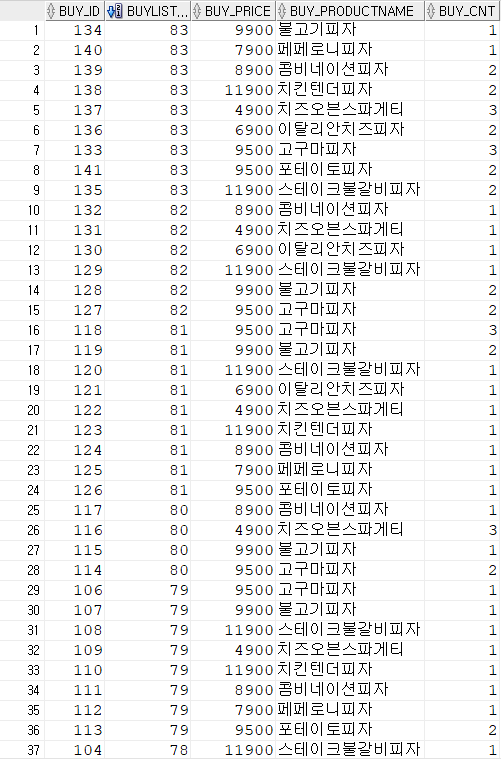 BUY_ID BUYLIST... BUY_PRICE BUY_PRODUCTNAME BUY_CNT
1 134 83 9900 불고기피자 1
2 140 83 7900 페페로니피자 1
3 139 83 8900 콤비네이션피자 2
4 138 83 11900 치킨텐더피자 2
5 137 83 4900 치즈오븐스파게티 3
6 136 83 6900 이탈리안치즈피자 2
7 133 83 9500 고구마피자 3
8 141 83 9500 포테이토피자 2
9 135 83 11900 스테이크불갈비피자 2
10 132 82 8900 콤비네이션피자 1
11 131 82 4900 치즈오븐스파게티 1
12 130 82 6900 이탈리안치즈피자 1
13 129 82 11900 스테이크불갈비피자 1
14 128 82 9900 불고기피자 2
15 127 82 9500 고구마피자 2
16 118 81 9500 고구마피자 3
17 119 81 9900 불고기피자 2
18 120 81 11900 스테이크불갈비피자 1
19 121 81 6900 이탈리안치즈피자 1
20 122 81 4900 치즈오븐스파게티 1
21 123 81 11900 치킨텐더피자 1
22 124 81 8900 콤비네이션피자 1
23 125 81 7900 페페로니피자 1
24 126 81 9500 포테이토피자 1
25 117 80 8900 콤비네이션피자 1
26 116 80 4900 치즈오븐스파게티 3
27 115 80 9900 불고기피자 1
28 114 80 9500 고구마피자 2
29 106 79 9500 고구마피자 1
30 107 79 9900 불고기피자 1
31 108 79 11900 스테이크불갈비피자 1
32 109 79 4900 치즈오븐스파게티 1
33 110 79 11900 치킨텐더피자 1
34 111 79 8900 콤비네이션피자 1
35 112 79 7900 페페로니피자 1
36 113 79 9500 포테이토피자 2
37 104 78 11900 스테이크불갈비피자 1